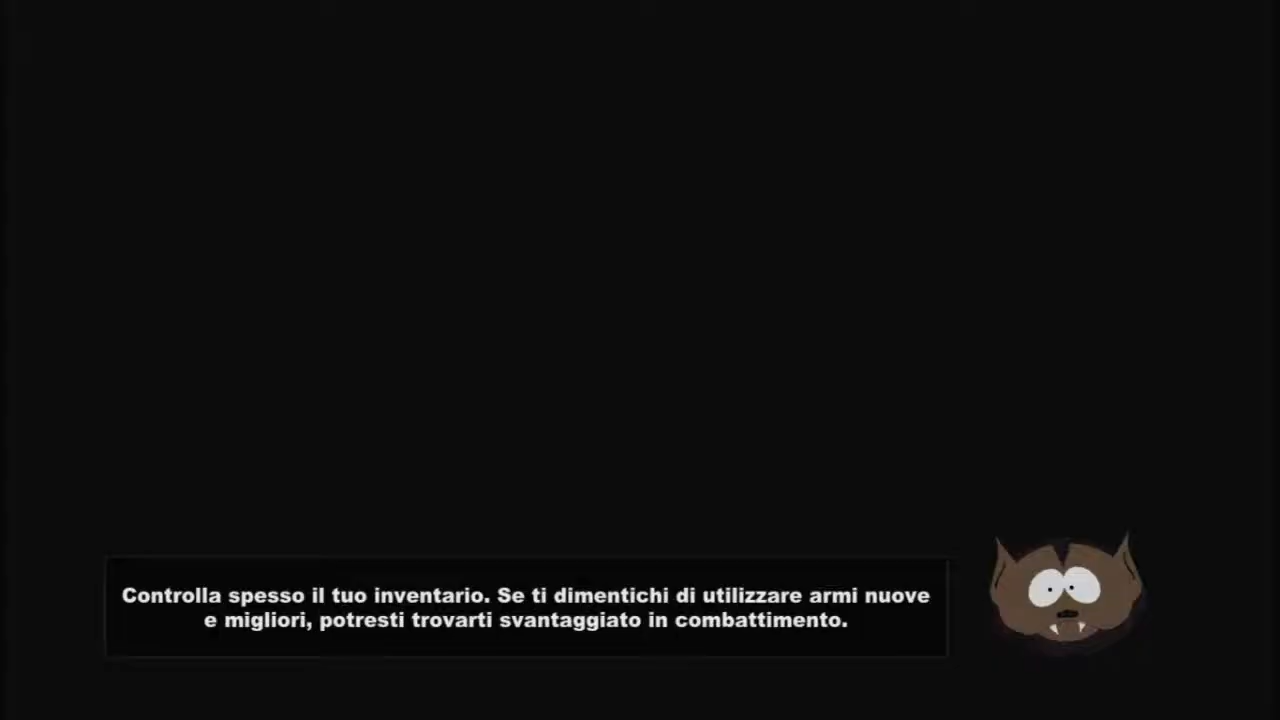 Controlla spesso il tuo inventario. Se ti dimentichi di utilizzare armi nuove
e migliori, potresti trovarti svantaggiato in combattimento.